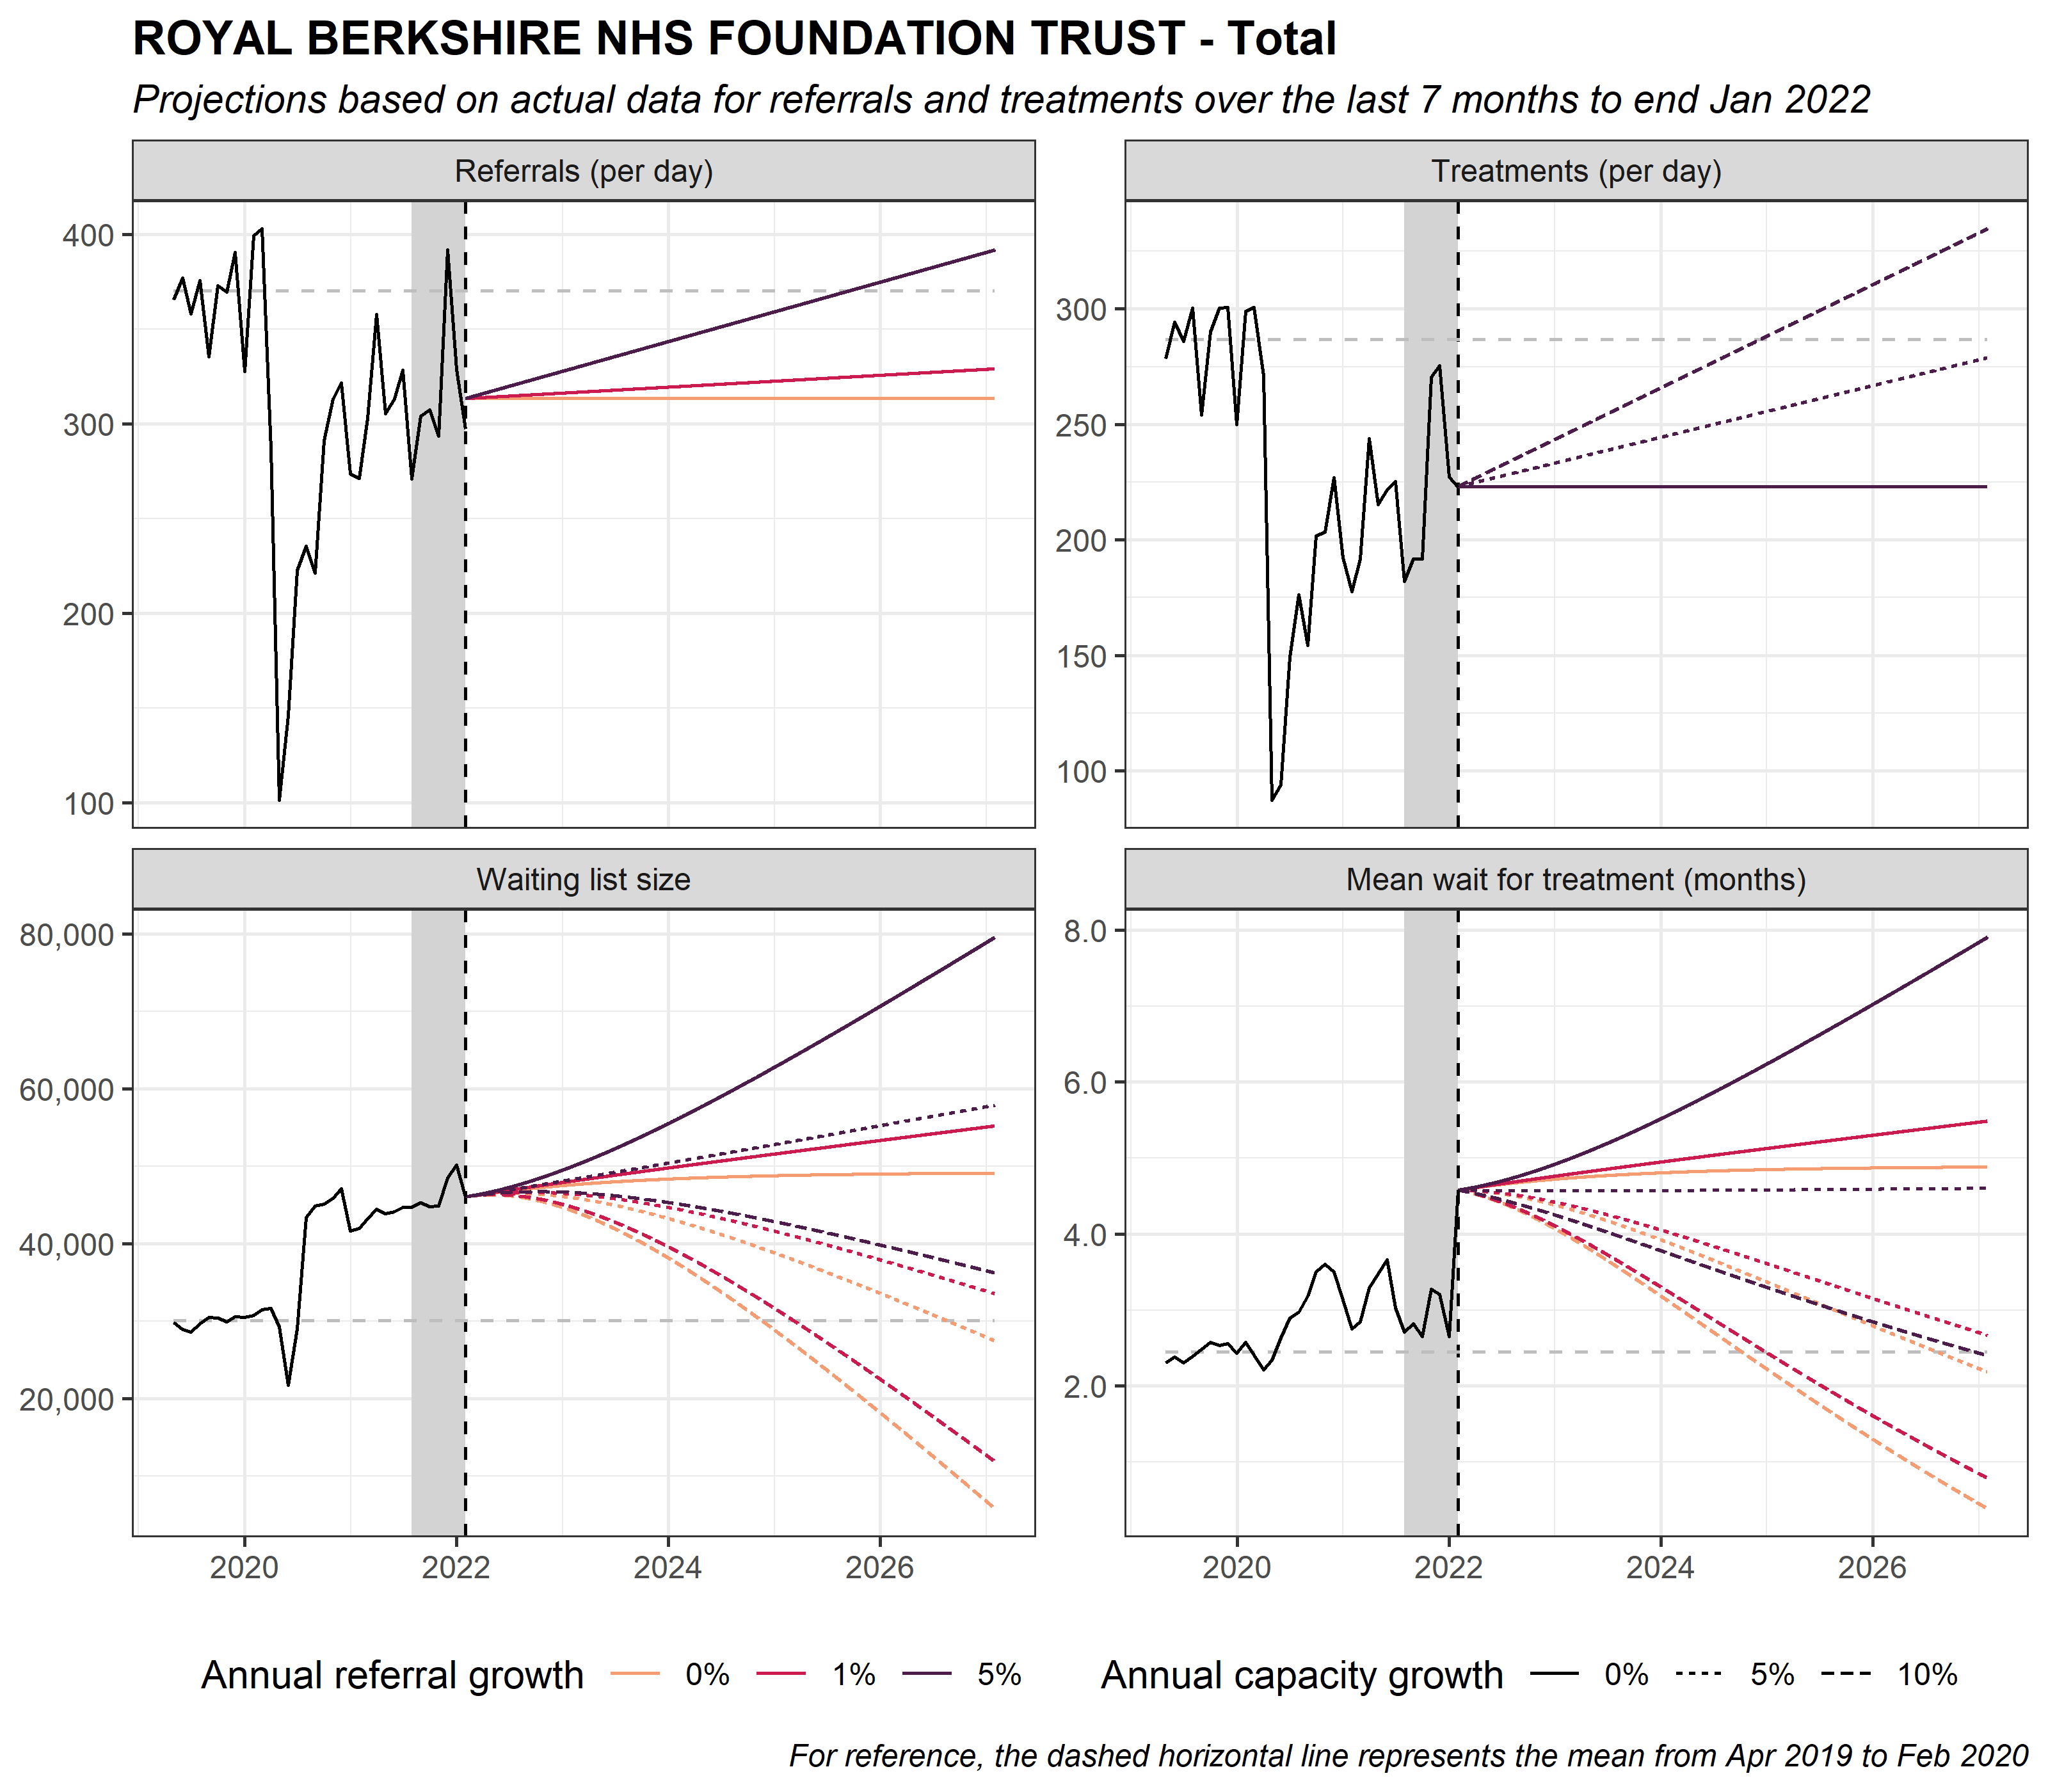 ROYAL BERKSHIRE NHS FOUNDATION TRUST - Total
Projections based on actual data for referrals and treatments over the last 7 months to end Jan 2022
Referrals (per day)
400
300
200
100
Treatments (per day)
300
250
200
150
100
Waiting list size
80,000
60,000
40,000
20,000
2020 2022 2024 2026
Mean wait for treatment (months)
8.0
6.0
4.0
2.0
2020 2022 2024 2026
Annual referral growth 0% 1% 5%
Annual capacity growth 0% 5% 10%
For reference, the dashed horizontal line represents the mean from Apr 2019 to Feb 2020